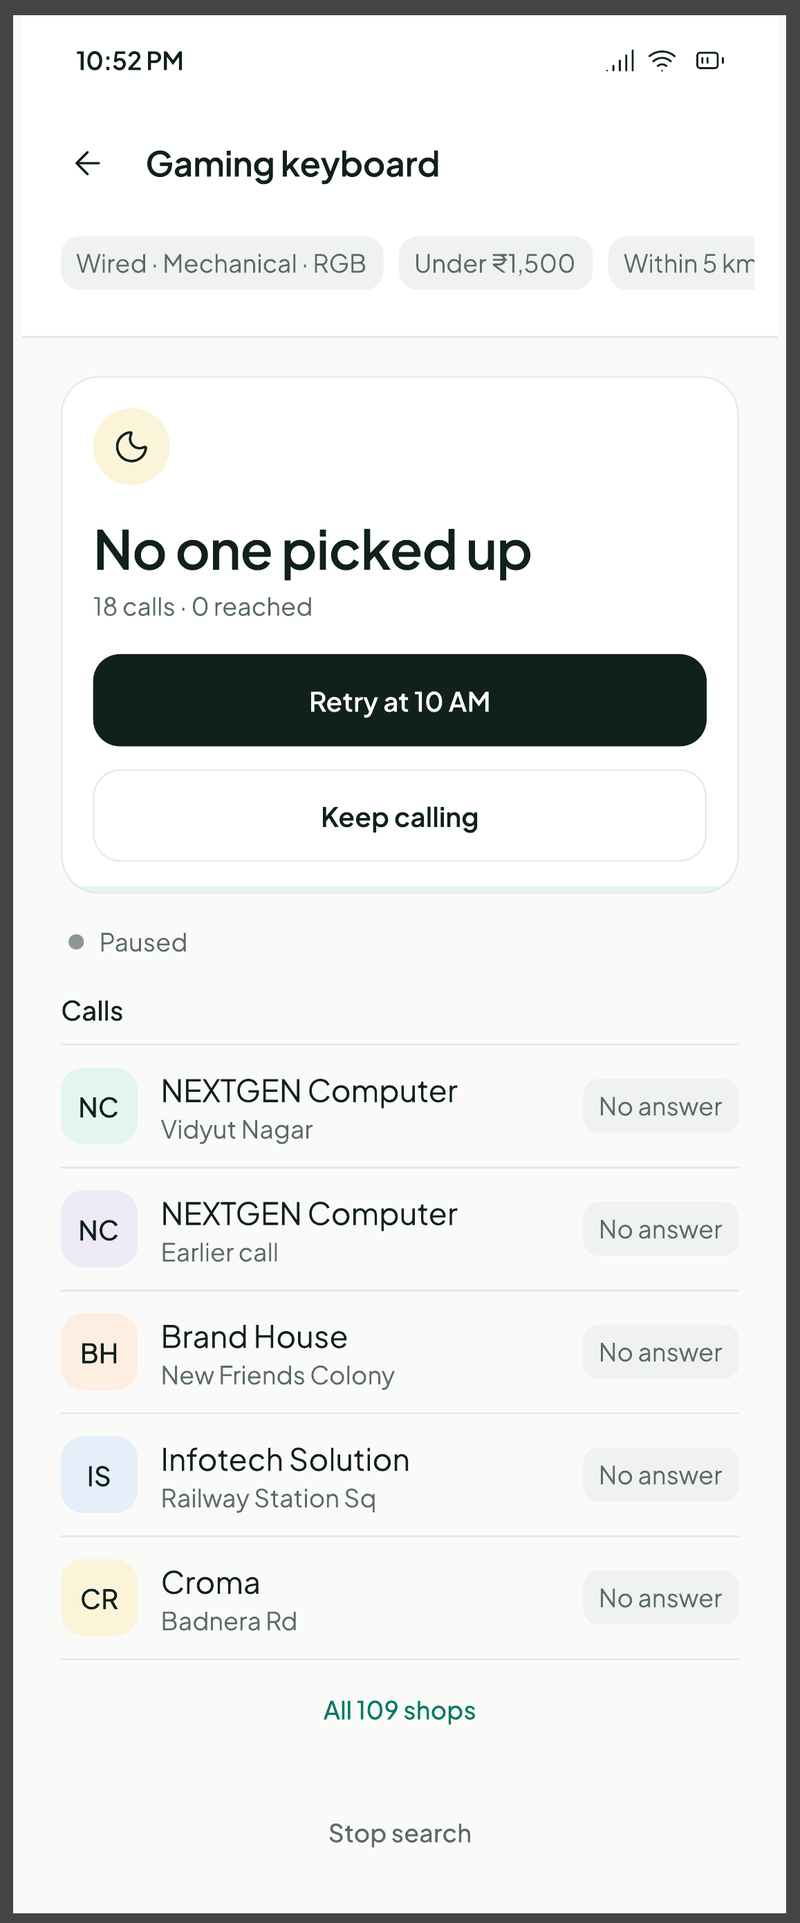 10:52 PM
Gaming keyboard
Wired · Mechanical · RGB
Under ₹1,500
Within 5 km
No one picked up
18 calls · 0 reached
Retry at 10 AM
Keep calling
Paused
Calls
NC
NEXTGEN Computer
Vidyut Nagar
No answer
NC
NEXTGEN Computer
Earlier call
No answer
BH
Brand House
New Friends Colony
No answer
IS
Infotech Solution
Railway Station Sq
No answer
CR
Croma
Badnera Rd
No answer
All 109 shops
Stop search